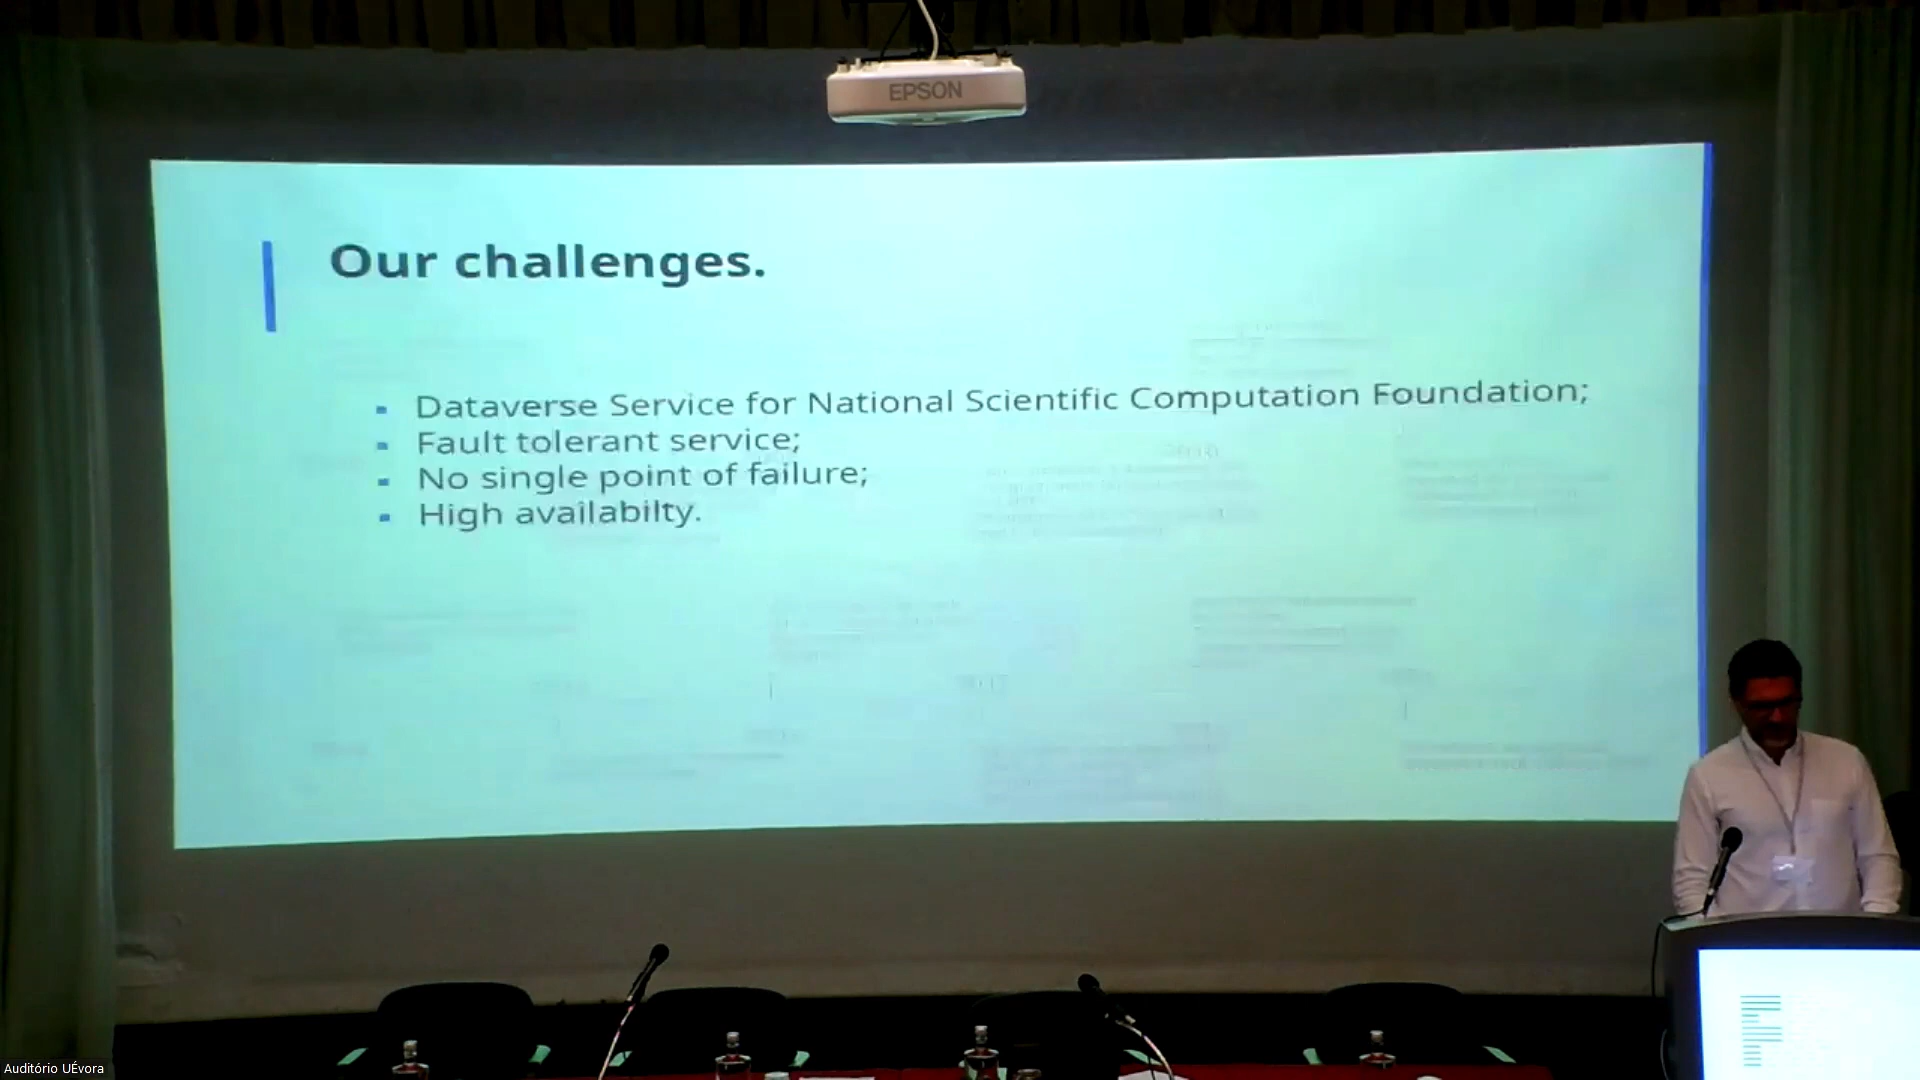 EPSON
Our challenges.
Dataverse Service for National Scientific Computation Foundation;
Fault tolerant service;
No single point of failure;
High availabilty.
Auditório UÉvora